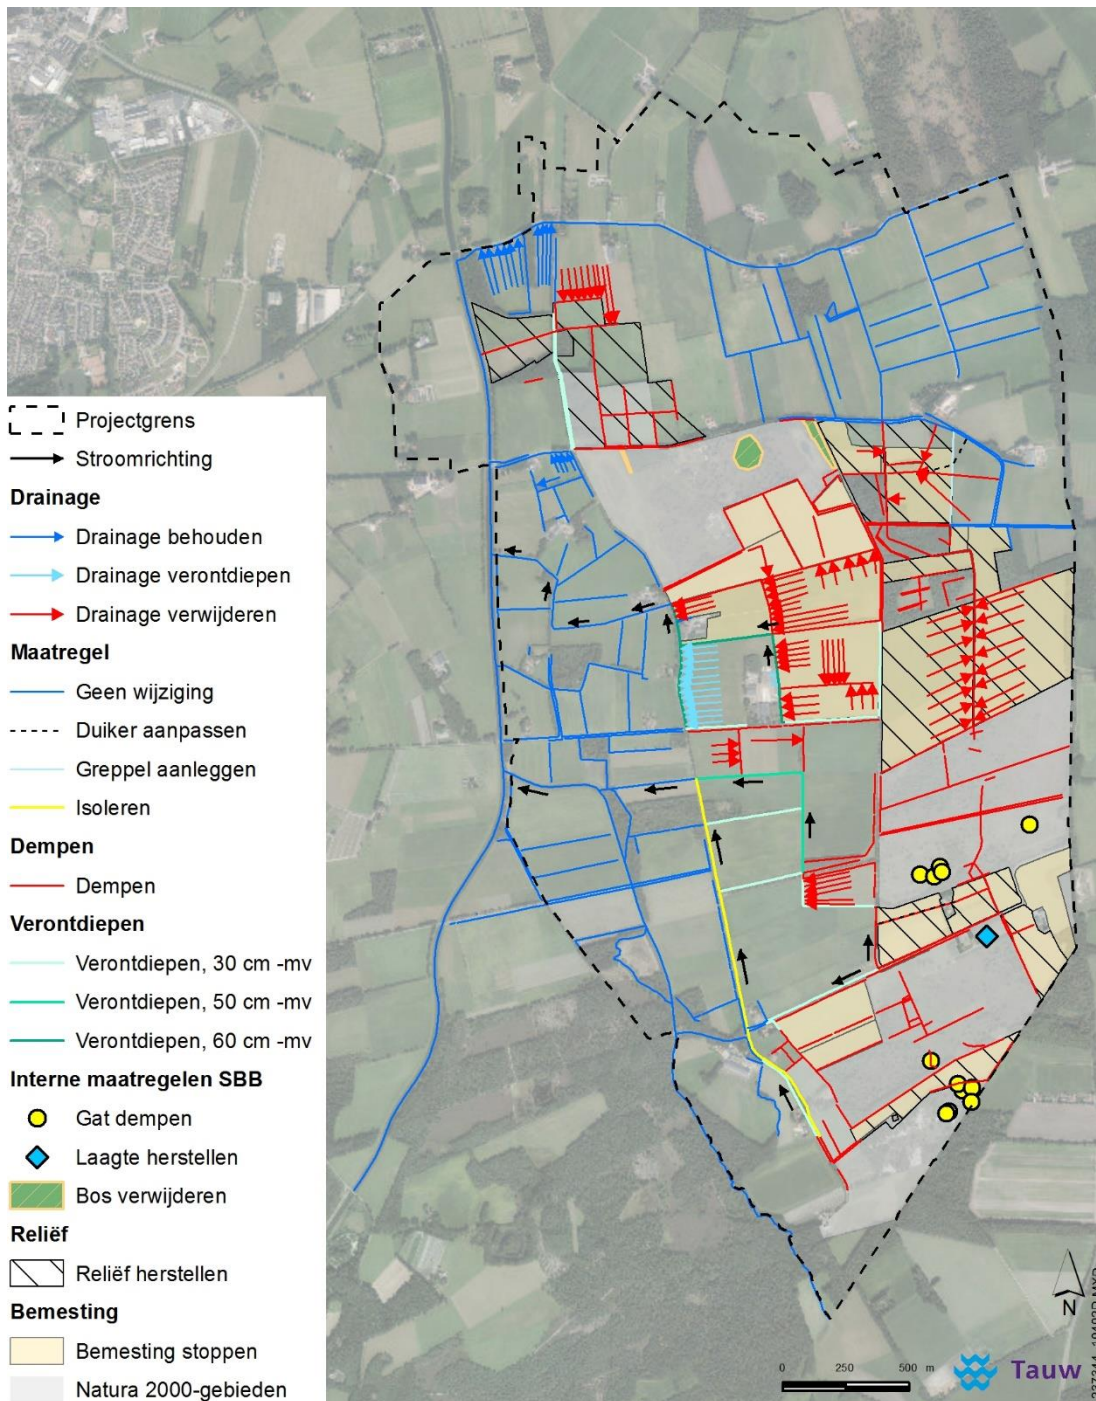 Projectgrens
Stroomrichting
Drainage
Drainage behouden
Drainage verontdiepen
Drainage verwijderen
Maatregel
Geen wijziging
Duiker aanpassen
Greppel aanleggen
Isoleren
Dempen
Dempen
Verontdiepen
Verontdiepen, 30 cm -mv
Verontdiepen, 50 cm -mv
Verontdiepen, 60 cm -mv
Interne maatregelen SBB
Gat dempen
Laagte herstellen
Bos verwijderen
Reliëf
Reliëf herstellen
Bemesting
Bemesting stoppen
Natura 2000-gebieden
N
0 250 500 m
Tauw